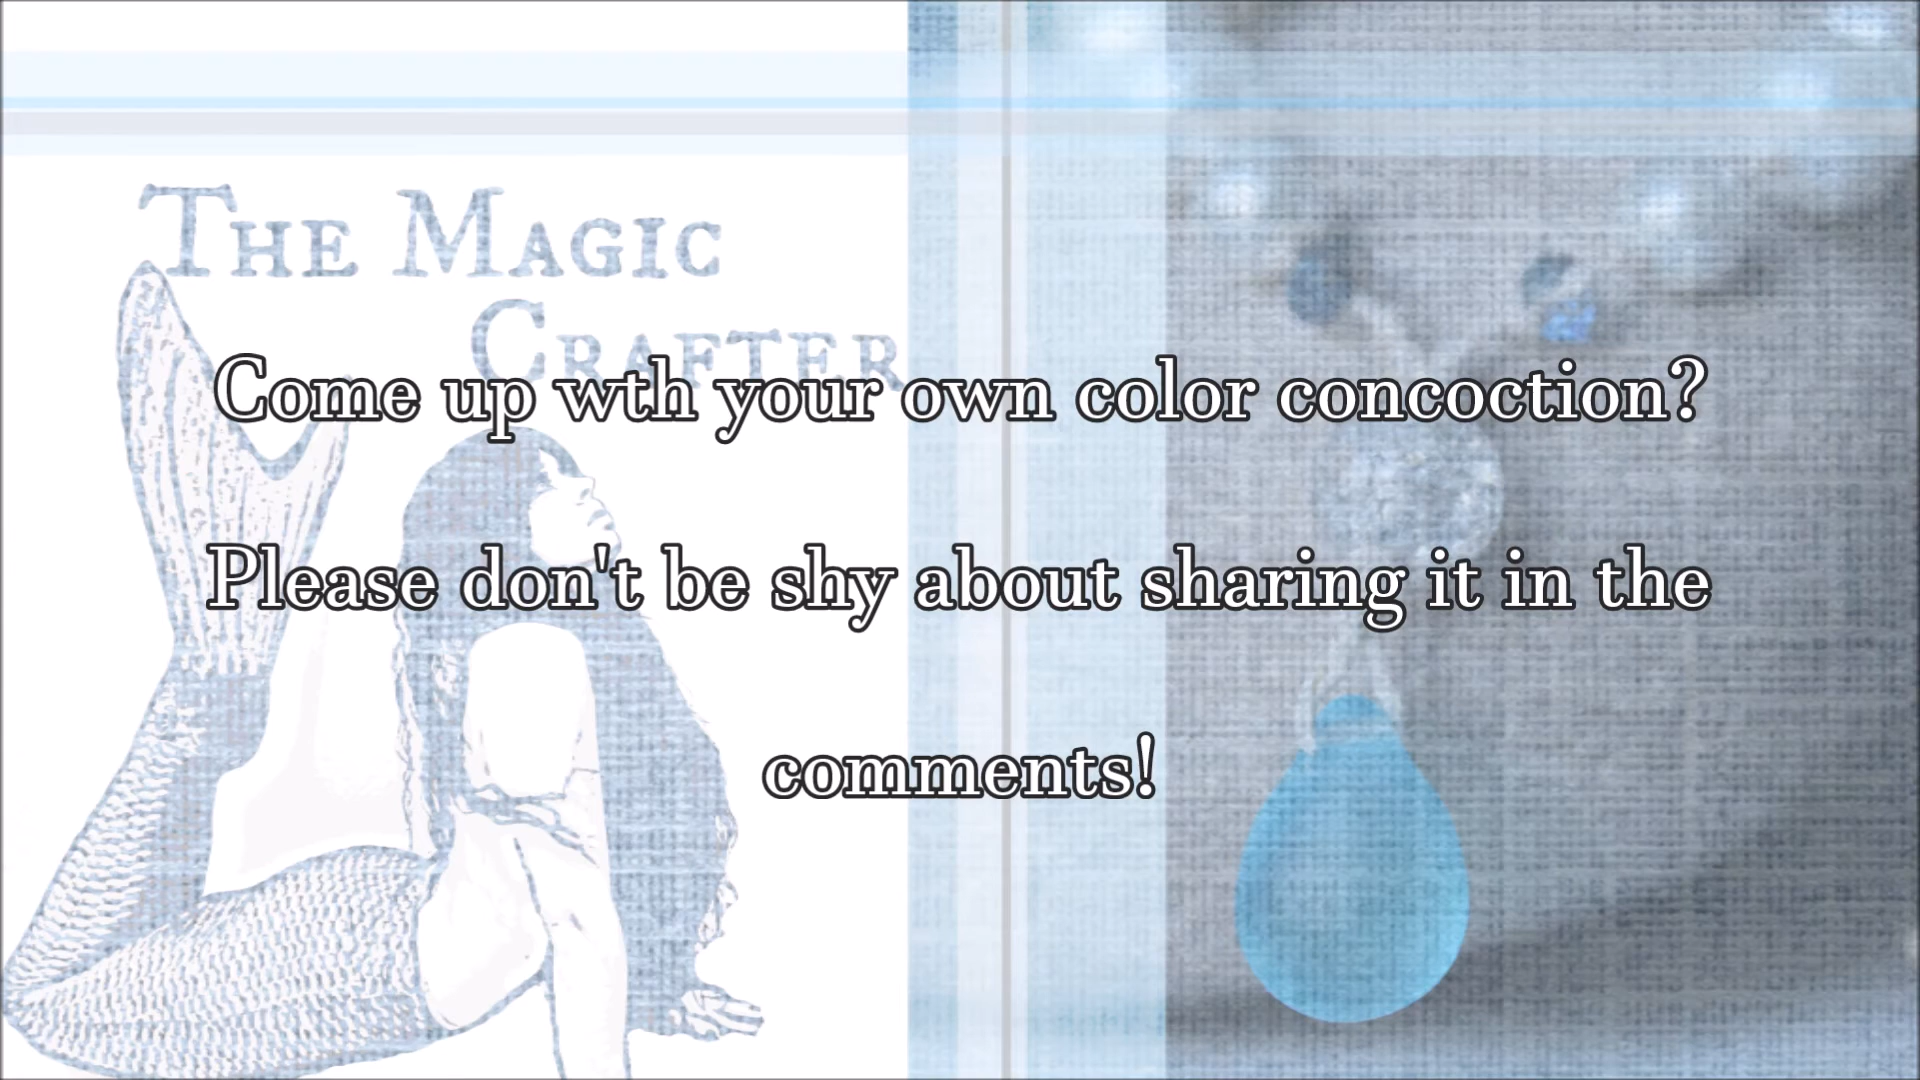 The Magic
Crafter
Come up wth your own color concoction?
Please don't be shy about sharing it in the
comments!